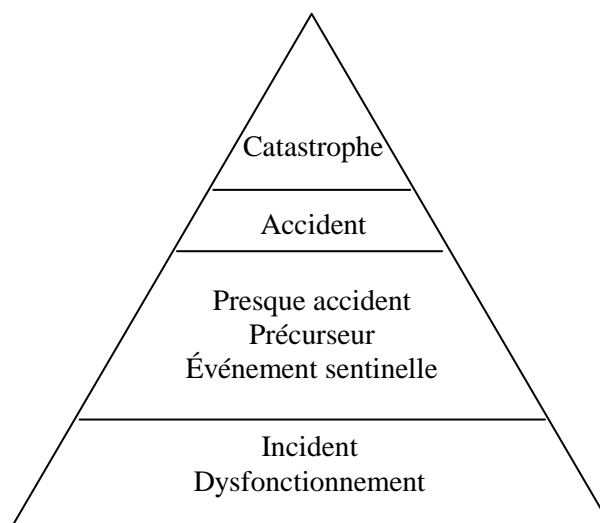 Catastrophe
Accident
Presque accident
Précurseur
Événement sentinelle
Incident
Dysfonctionnement